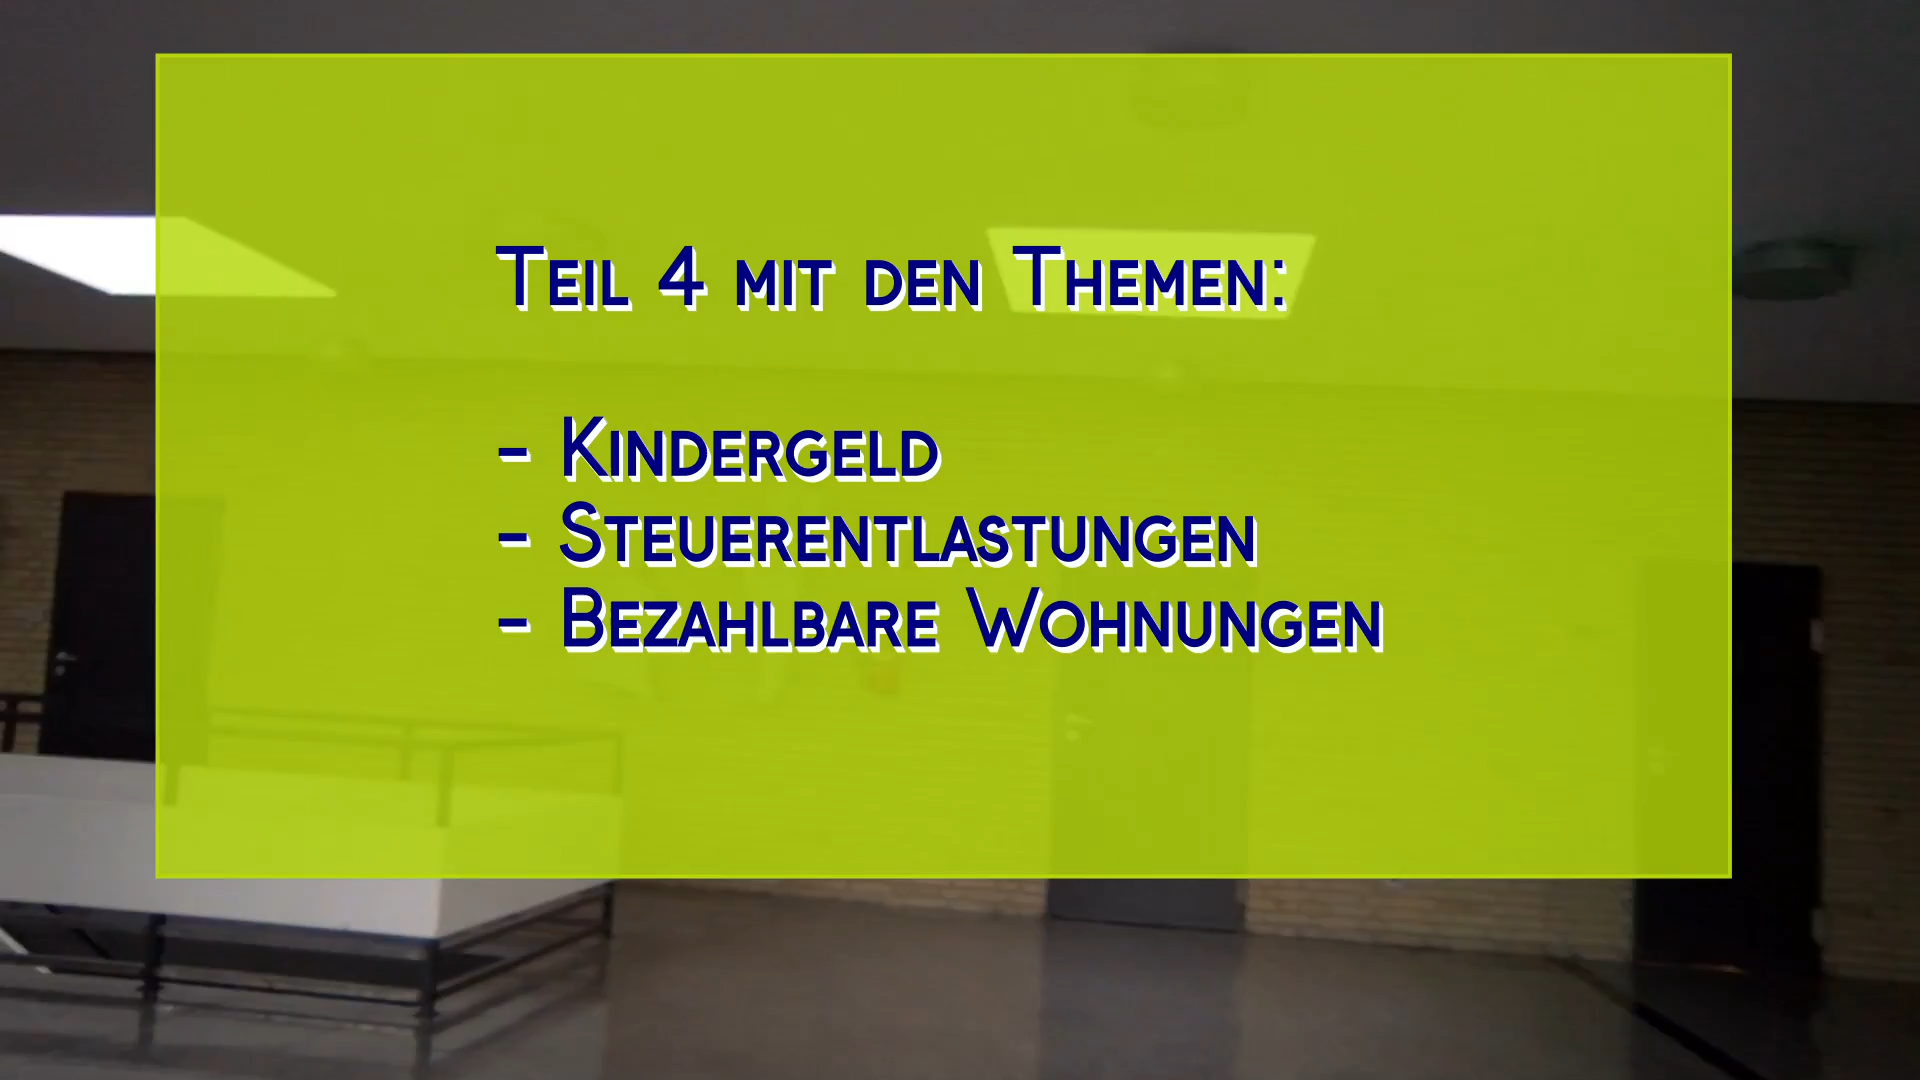 Teil 4 mit den Themen:
- Kindergeld
- Steuerentlastungen
- Bezahlbare Wohnungen